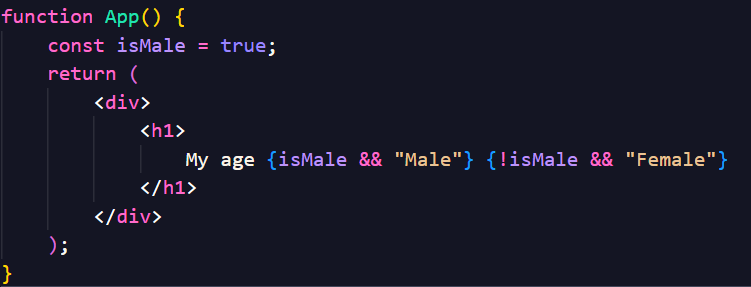 function App() {
    const isMale = true;
    return (
        <div>
            <h1>
                My age {isMale && "Male"} {!isMale && "Female"}
            </h1>
        </div>
    );
}